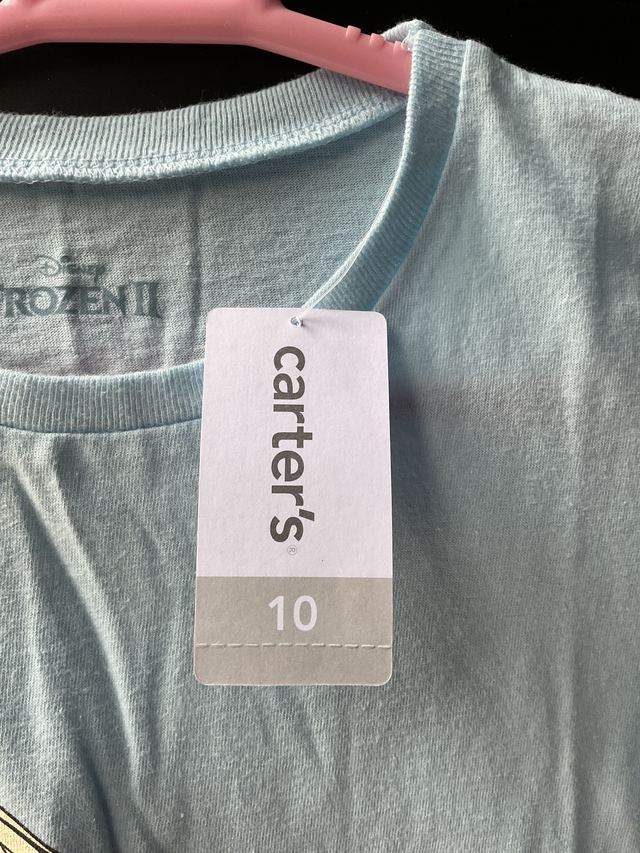 Disney
FROZEN II
carter's®
10